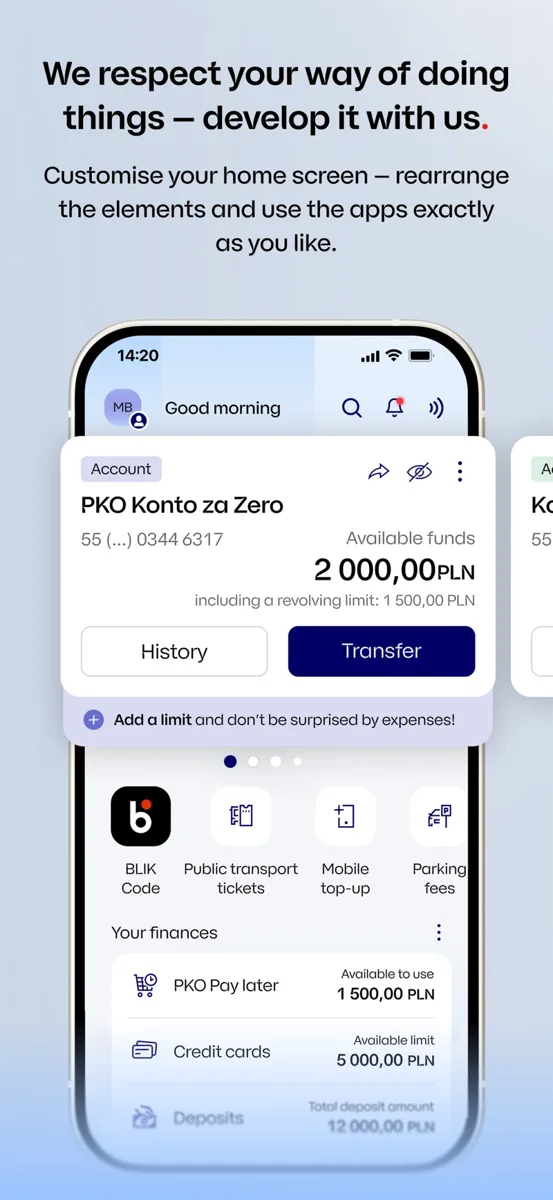 We respect your way of doing
things – develop it with us.
Customise your home screen – rearrange
the elements and use the apps exactly
as you like.
14:20
MB
Good morning
Account
PKO Konto za Zero
55 (...) 0344 6317
Available funds
2 000,00PLN
including a revolving limit: 1 500,00 PLN
History
Transfer
Add a limit and don't be surprised by expenses!
BLIK
Code
Public transport
tickets
Mobile
top-up
Parking
fees
Your finances
PKO Pay later
Available to use
1 500,00 PLN
Credit cards
Available limit
5 000,00 PLN
Deposits
Total deposit amount
12 000,00 PLN
55